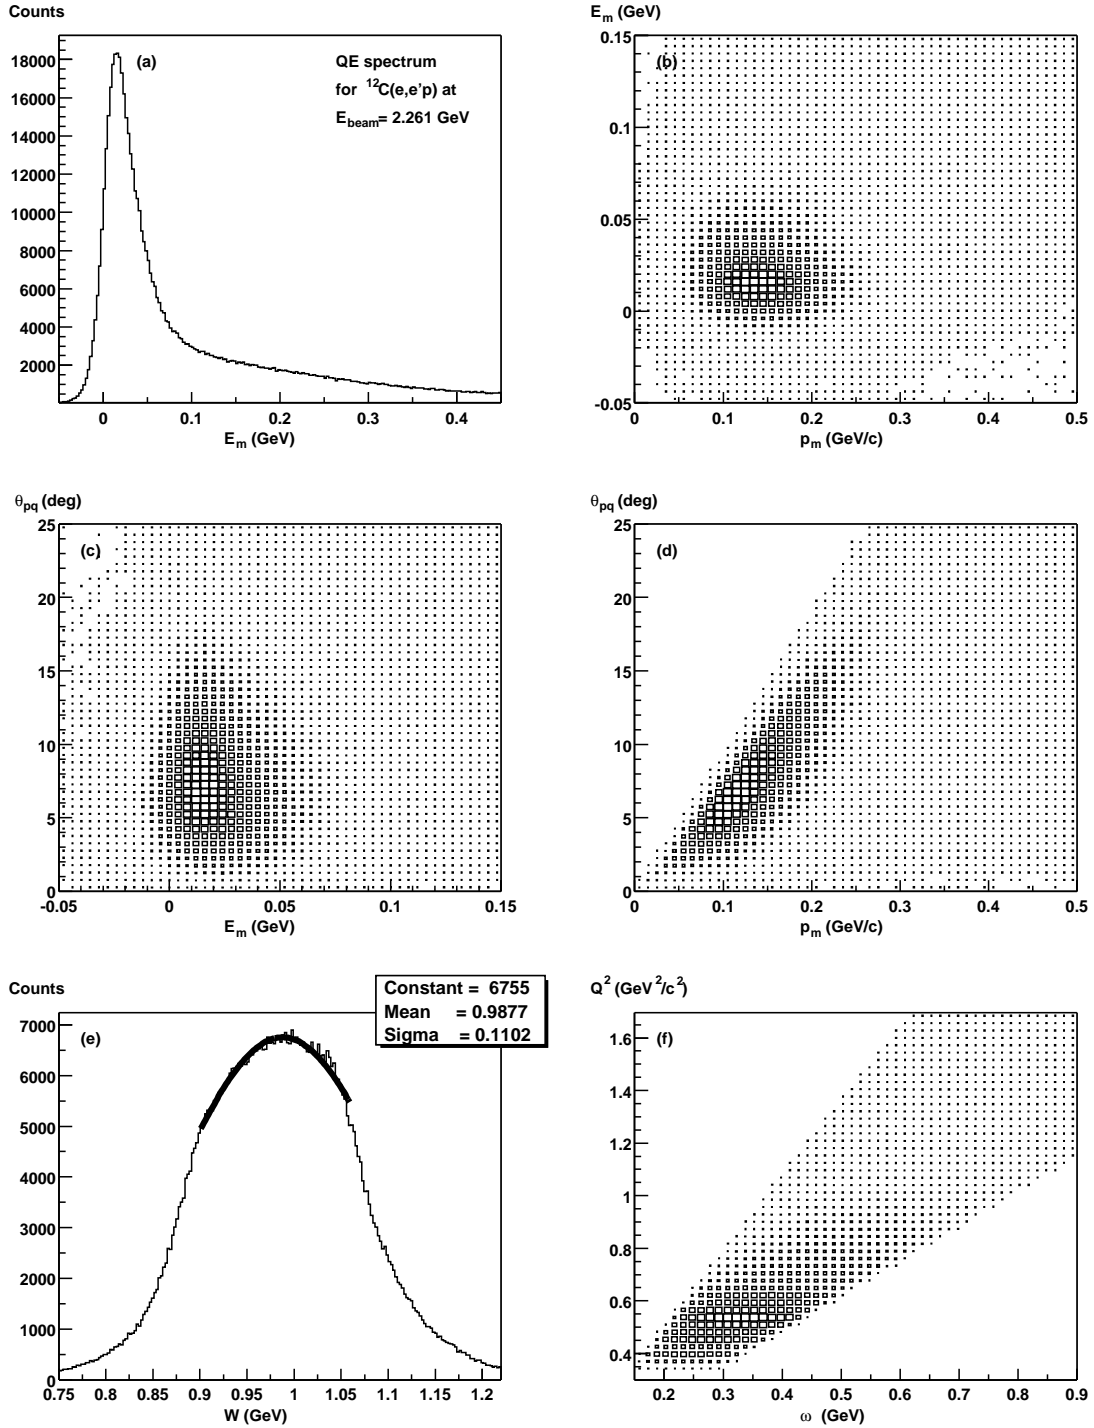 Counts
(a)
QE spectrum
for ¹²C(e,e'p) at
E_beam= 2.261 GeV
18000
16000
14000
12000
10000
8000
6000
4000
2000
0 0.1 0.2 0.3 0.4
E_m (GeV)
E_m (GeV)
(b)
0.15
0.1
0.05
0
-0.05
0 0.1 0.2 0.3 0.4 0.5
p_m (GeV/c)
θ_pq (deg)
(c)
25
20
15
10
5
0
-0.05 0 0.05 0.1 0.15
E_m (GeV)
θ_pq (deg)
(d)
25
20
15
10
5
0
0 0.1 0.2 0.3 0.4 0.5
p_m (GeV/c)
Counts
(e)
Constant = 6755
Mean = 0.9877
Sigma = 0.1102
7000
6000
5000
4000
3000
2000
1000
0
0.75 0.8 0.85 0.9 0.95 1 1.05 1.1 1.15 1.2
W (GeV)
Q² (GeV²/c²)
(f)
1.6
1.4
1.2
1
0.8
0.6
0.4
0.2 0.3 0.4 0.5 0.6 0.7 0.8 0.9
ω (GeV)